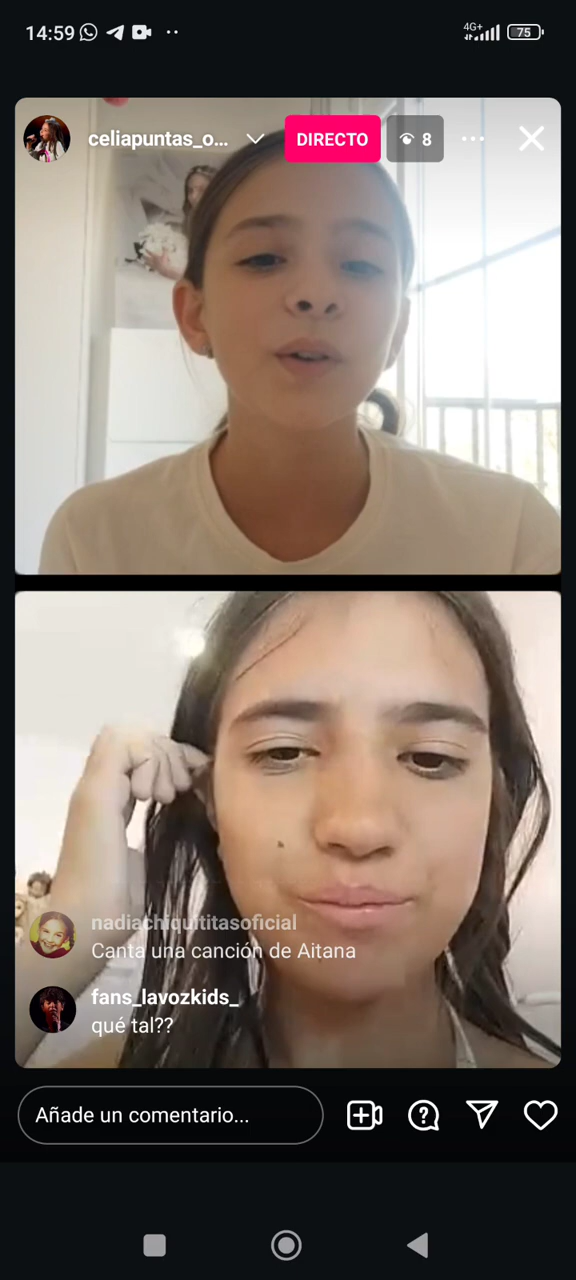 14:59
4G+
75
celiapuntas_o...
DIRECTO
8
nadiachiquititasoficial
Canta una canción de Aitana
fans_lavozkids_
qué tal??
Añade un comentario...